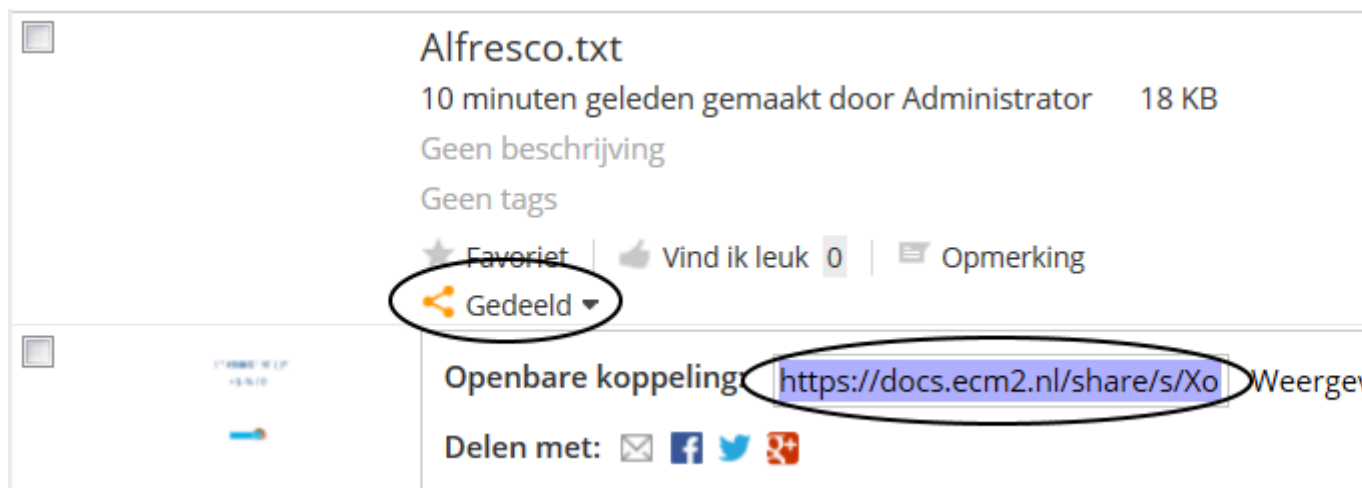 Alfresco.txt
10 minuten geleden gemaakt door Administrator 18 KB
Geen beschrijving
Geen tags
Favoriet Vind ik leuk 0 Opmerking
Gedeeld
Openbare koppeling: https://docs.ecm2.nl/share/s/Xo
Delen met: